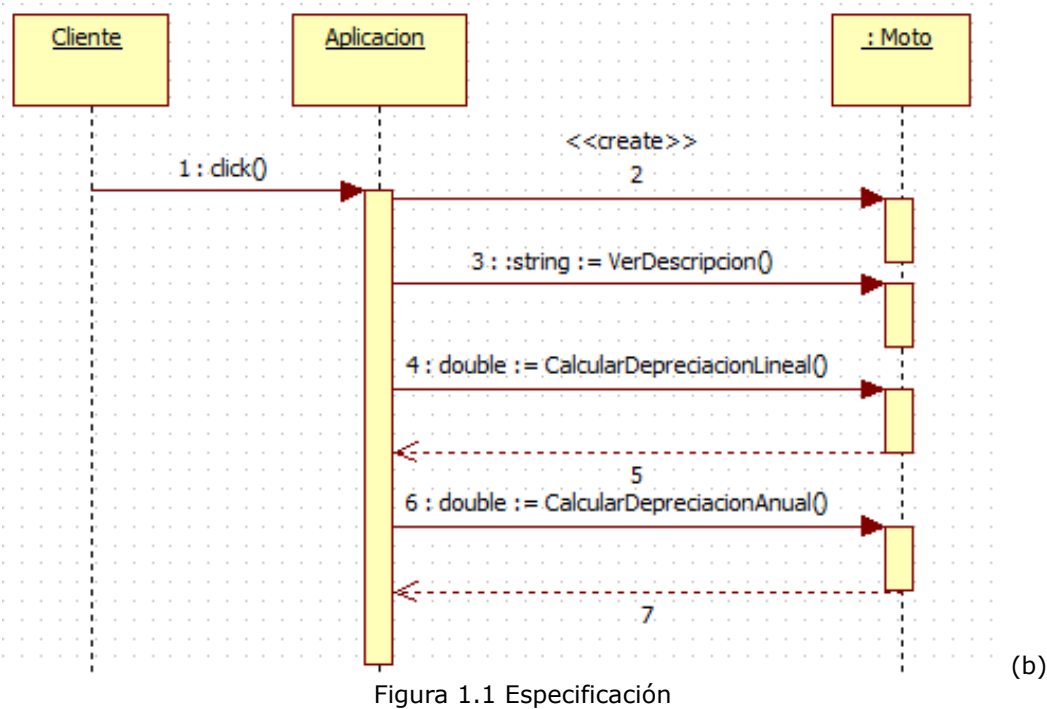 Cliente
Aplicacion
: Moto
<<create>>
1 : click()
2
3 : :string := VerDescripcion()
4 : double := CalcularDepreciacionLineal()
5
6 : double := CalcularDepreciacionAnual()
7
(b)
Figura 1.1 Especificación